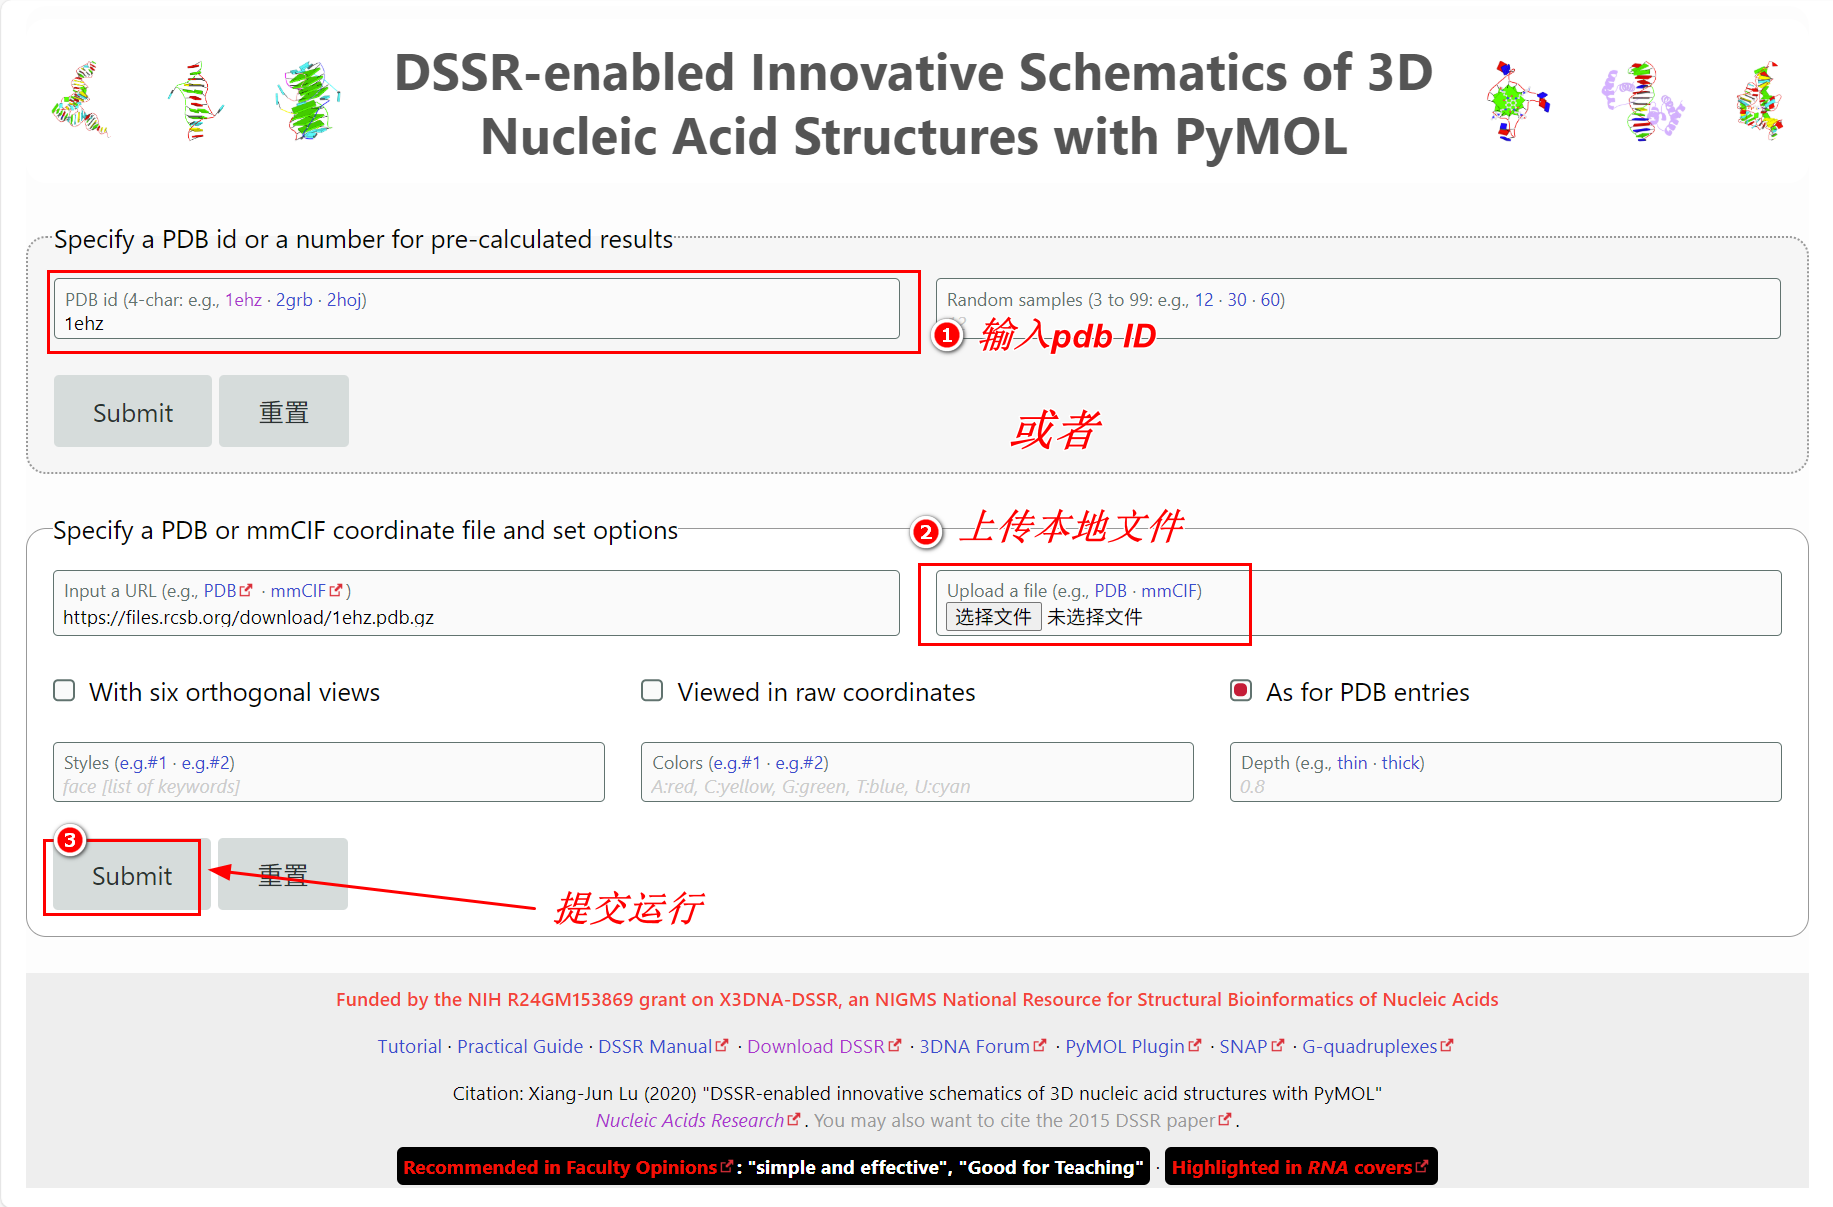 DSSR-enabled Innovative Schematics of 3D
Nucleic Acid Structures with PyMOL
Specify a PDB id or a number for pre-calculated results
PDB id (4-char: e.g., 1ehz · 2grb · 2hoj)
1ehz
Random samples (3 to 99: e.g., 12 · 30 · 60)
1 输入pdb ID
Submit
重置
或者
Specify a PDB or mmCIF coordinate file and set options
2 上传本地文件
Input a URL (e.g., PDB · mmCIF)
https://files.rcsb.org/download/1ehz.pdb.gz
Upload a file (e.g., PDB · mmCIF)
选择文件 未选择文件
With six orthogonal views
Viewed in raw coordinates
As for PDB entries
Styles (e.g.#1 · e.g.#2)
face [list of keywords]
Colors (e.g.#1 · e.g.#2)
A:red, C:yellow, G:green, T:blue, U:cyan
Depth (e.g., thin · thick)
0.8
3
Submit
重置
提交运行
Funded by the NIH R24GM153869 grant on X3DNA-DSSR, an NIGMS National Resource for Structural Bioinformatics of Nucleic Acids
Tutorial · Practical Guide · DSSR Manual · Download DSSR · 3DNA Forum · PyMOL Plugin · SNAP · G-quadruplexes
Citation: Xiang-Jun Lu (2020) "DSSR-enabled innovative schematics of 3D nucleic acid structures with PyMOL"
Nucleic Acids Research. You may also want to cite the 2015 DSSR paper.
Recommended in Faculty Opinions: "simple and effective", "Good for Teaching" · Highlighted in RNA covers